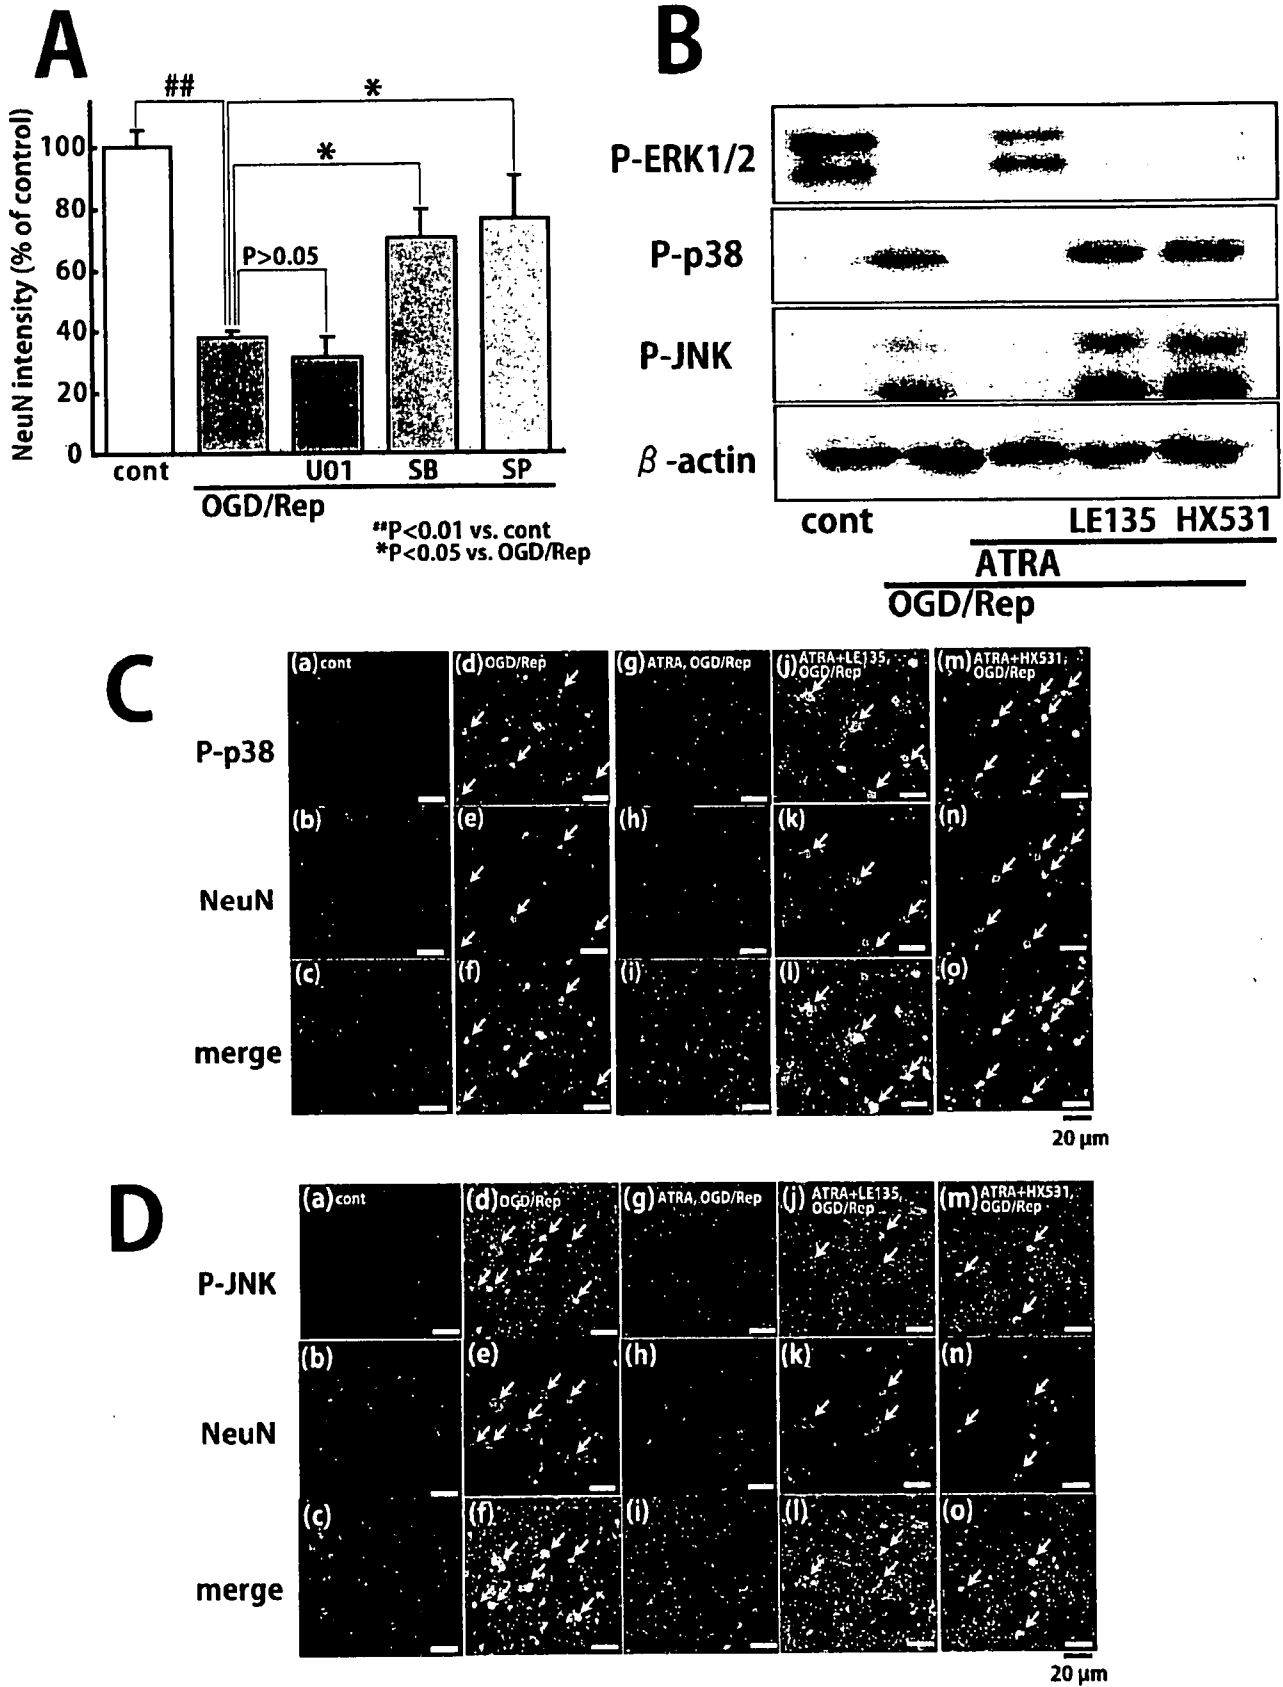 A
##
*
*
P>0.05
NeuN intensity (% of control)
100
80
60
40
20
0
cont
U01
SB
SP
OGD/Rep
##P<0.01 vs. cont
*P<0.05 vs. OGD/Rep
B
P-ERK1/2
P-p38
P-JNK
β-actin
cont
LE135 HX531
ATRA
OGD/Rep
C
(a) cont
(d) OGD/Rep
(g) ATRA, OGD/Rep
(j) ATRA+LE135, OGD/Rep
(m) ATRA+HX531, OGD/Rep
P-p38
(b)
(e)
(h)
(k)
(n)
NeuN
(c)
(f)
(i)
(l)
(o)
merge
20 μm
D
(a) cont
(d) OGD/Rep
(g) ATRA, OGD/Rep
(j) ATRA+LE135, OGD/Rep
(m) ATRA+HX531, OGD/Rep
P-JNK
(b)
(e)
(h)
(k)
(n)
NeuN
(c)
(f)
(i)
(l)
(o)
merge
20 μm